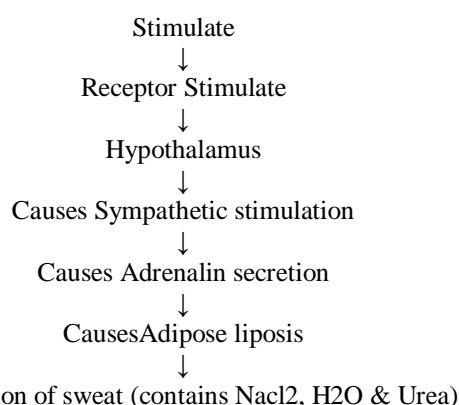 Stimulate
↓
Receptor Stimulate
↓
Hypothalamus
↓
Causes Sympathetic stimulation
↓
Causes Adrenalin secretion
↓
CausesAdipose liposis
↓
on of sweat (contains Nacl2, H2O & Urea)